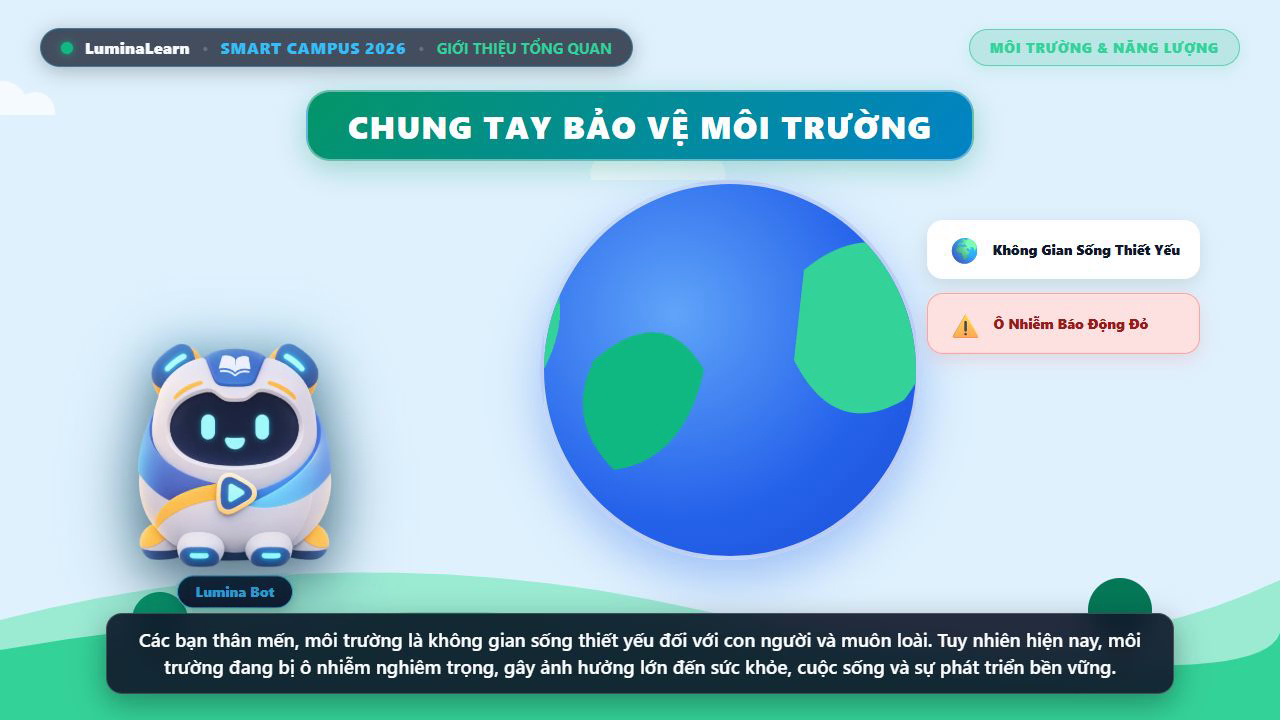 LuminaLearn • SMART CAMPUS 2026 • GIỚI THIỆU TỔNG QUAN
MÔI TRƯỜNG & NĂNG LƯỢNG
CHUNG TAY BẢO VỆ MÔI TRƯỜNG
Không Gian Sống Thiết Yếu
Ô Nhiễm Báo Động Đỏ
Lumina Bot
Các bạn thân mến, môi trường là không gian sống thiết yếu đối với con người và muôn loài. Tuy nhiên hiện nay, môi
trường đang bị ô nhiễm nghiêm trọng, gây ảnh hưởng lớn đến sức khỏe, cuộc sống và sự phát triển bền vững.